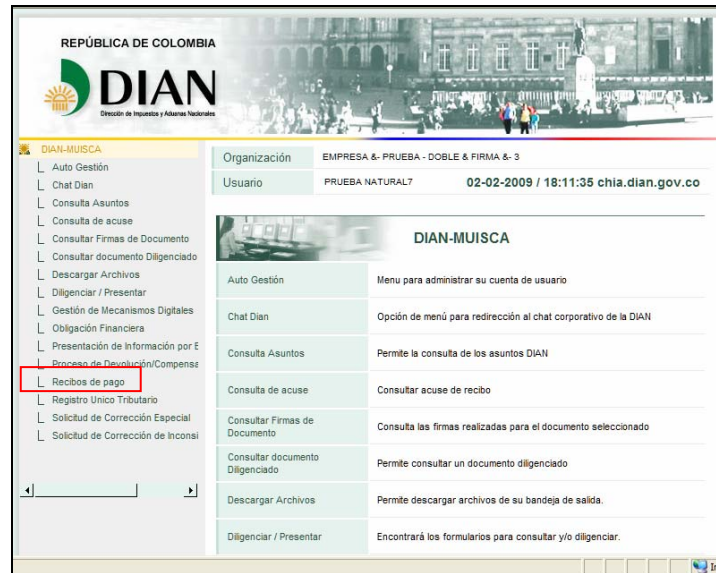 REPÚBLICA DE COLOMBIA
DIAN
Dirección de Impuestos y Aduanas Nacionales
DIAN-MUISCA
Auto Gestión
Chat Dian
Consulta Asuntos
Consulta de acuse
Consultar Firmas de Documento
Consultar documento Diligenciado
Descargar Archivos
Diligenciar / Presentar
Gestión de Mecanismos Digitales
Obligación Financiera
Presentación de Información por E
Proceso de Devolución/Compensa
Recibos de pago
Registro Unico Tributario
Solicitud de Corrección Especial
Solicitud de Corrección de Inconsi
Organización EMPRESA &- PRUEBA - DOBLE & FIRMA &- 3
Usuario PRUEBA NATURAL7 02-02-2009 / 18:11:35 chia.dian.gov.co
DIAN-MUISCA
Auto Gestión Menu para administrar su cuenta de usuario
Chat Dian Opción de menú para redirección al chat corporativo de la DIAN
Consulta Asuntos Permite la consulta de los asuntos DIAN
Consulta de acuse Consultar acuse de recibo
Consultar Firmas de
Documento Consulta las firmas realizadas para el documento seleccionado
Consultar documento
Diligenciado Permite consultar un documento diligenciado
Descargar Archivos Permite descargar archivos de su bandeja de salida.
Diligenciar / Presentar Encontrará los formularios para consultar y/o diligenciar.